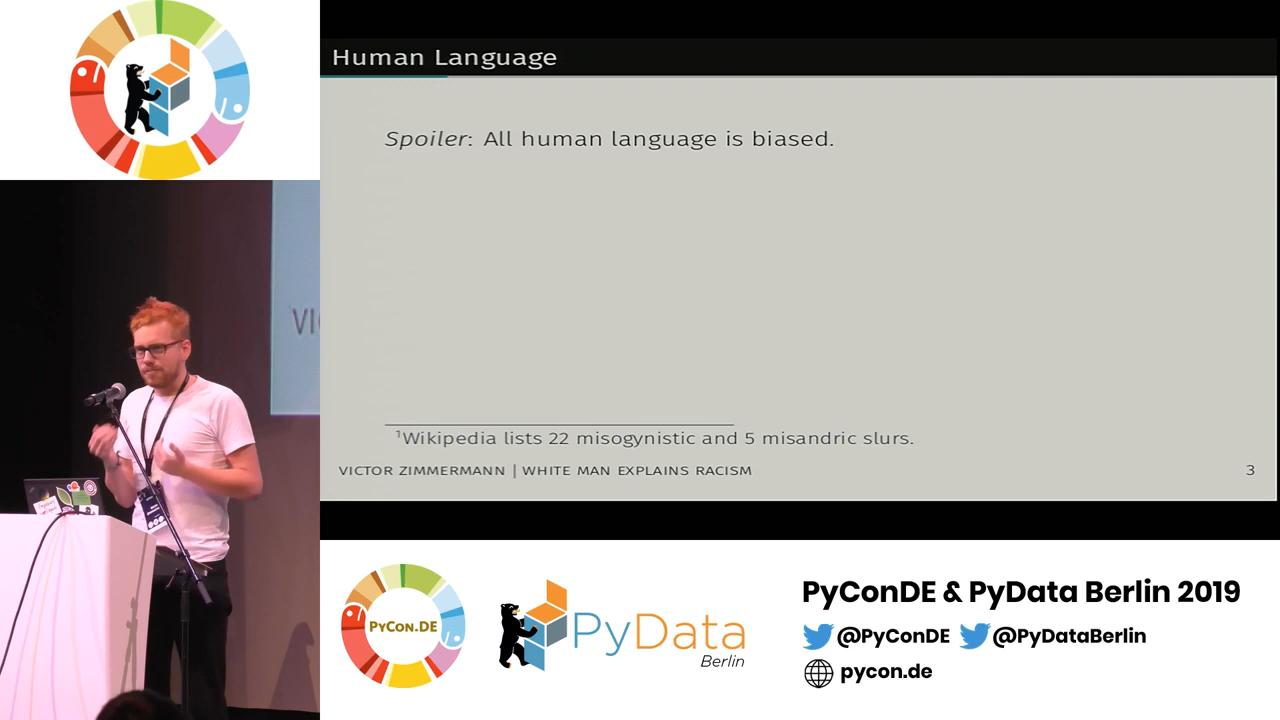 Human Language
Spoiler: All human language is biased.
¹Wikipedia lists 22 misogynistic and 5 misandric slurs.
VICTOR ZIMMERMANN | WHITE MAN EXPLAINS RACISM
3
VI
PYCON.DE
PyData
Berlin
PyConDE & PyData Berlin 2019
@PyConDE @PyDataBerlin
pycon.de